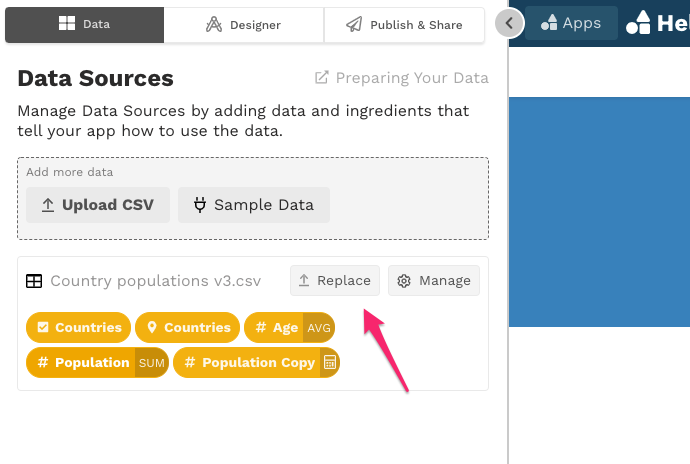 Data
Designer
Publish & Share
Apps
Data Sources
Preparing Your Data
Manage Data Sources by adding data and ingredients that
tell your app how to use the data.
Add more data
Upload CSV
Sample Data
Country populations v3.csv
Replace
Manage
Countries
Countries
# Age AVG
# Population SUM
# Population Copy